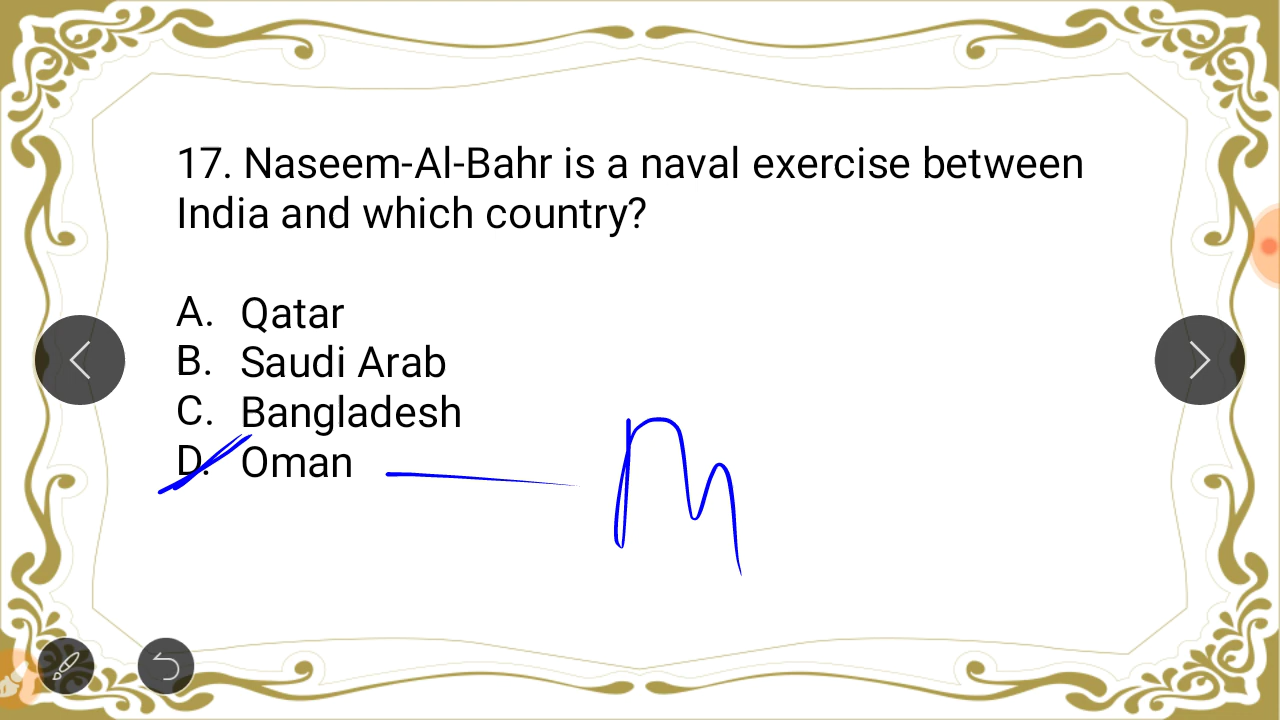 17. Naseem-Al-Bahr is a naval exercise between
India and which country?
A. Qatar
B. Saudi Arab
C. Bangladesh
D. Oman
M